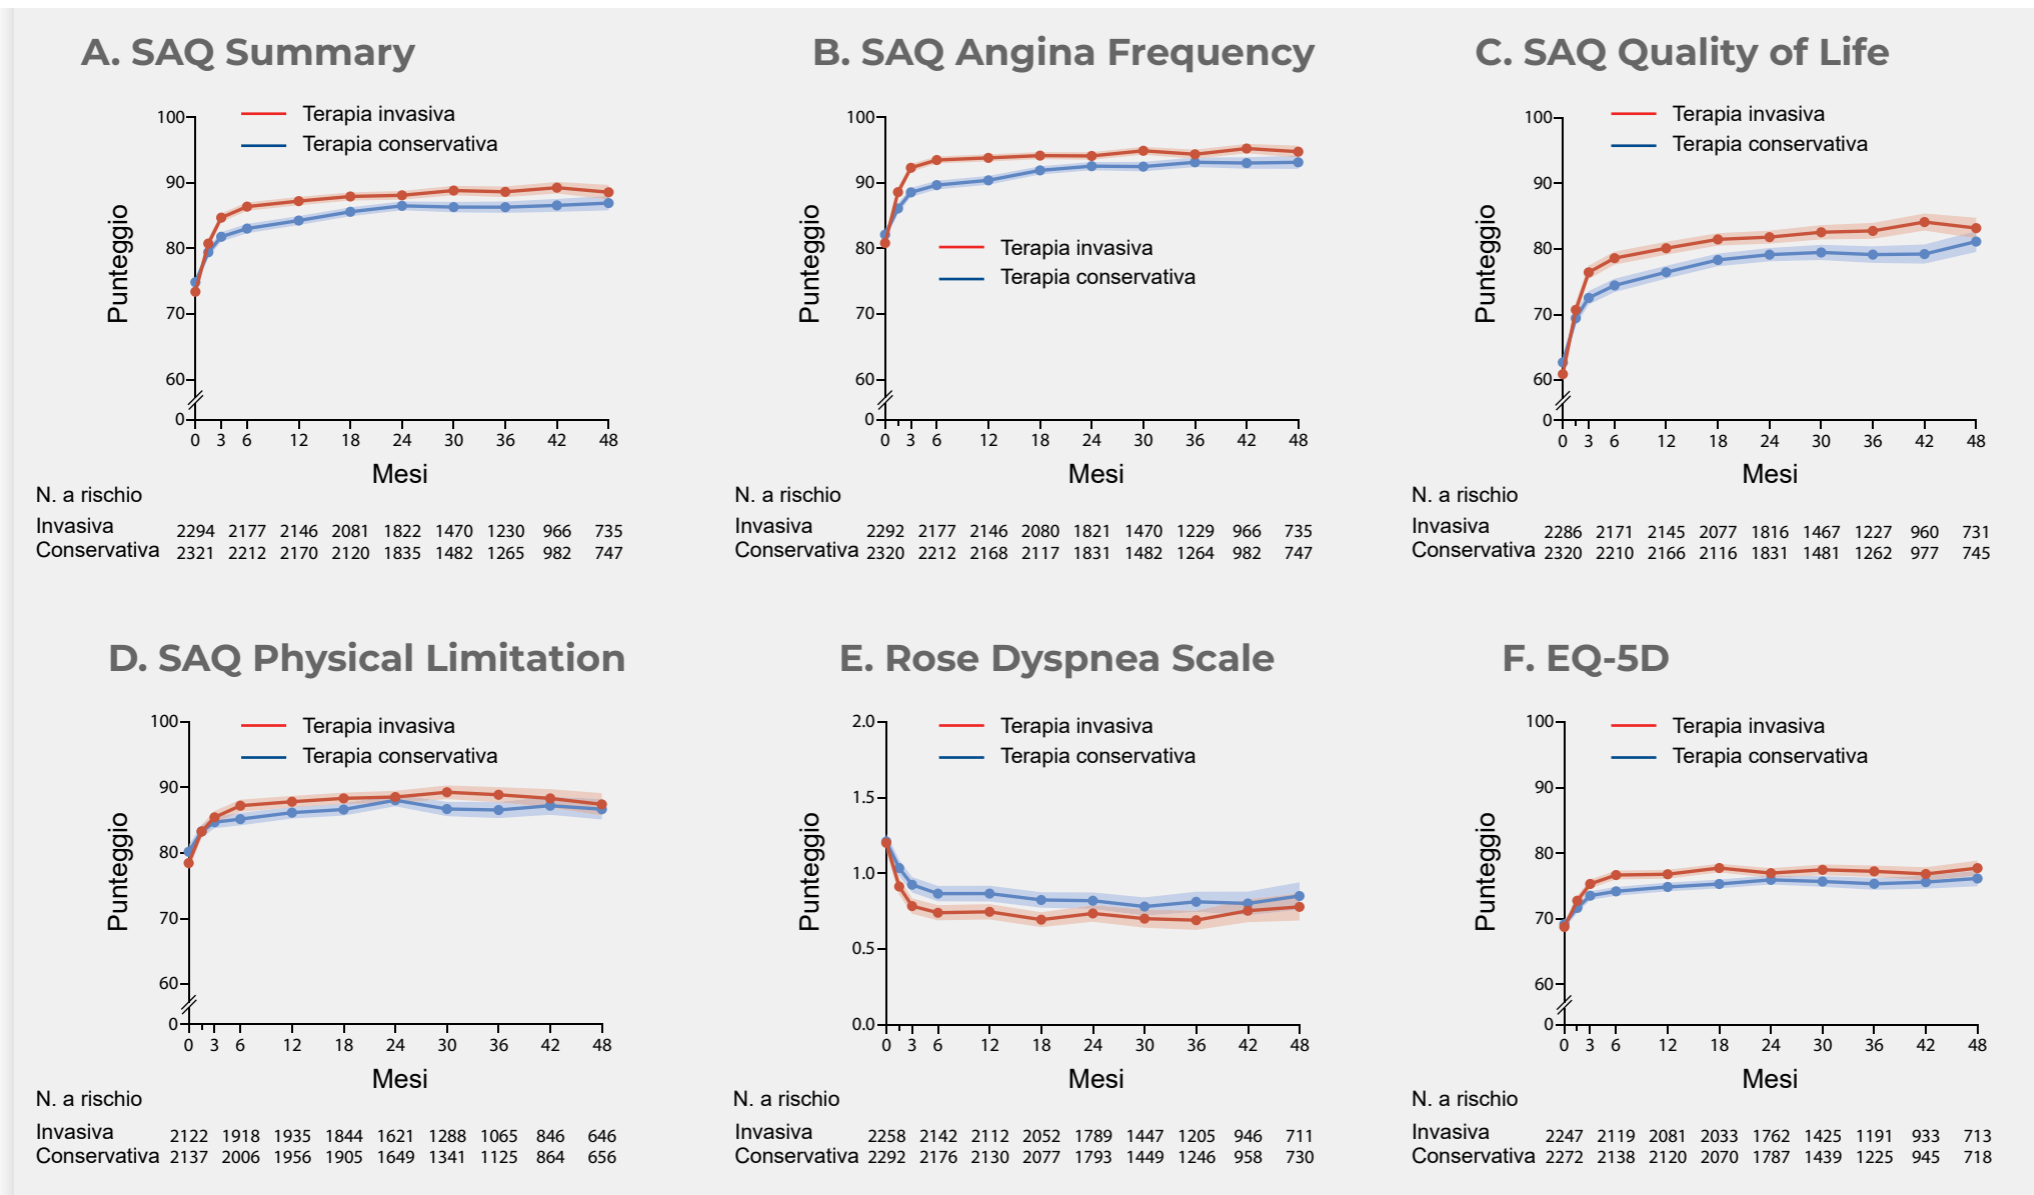 A. SAQ Summary
Terapia invasiva
Terapia conservativa
100
90
80
70
60
0
Punteggio
0 3 6 12 18 24 30 36 42 48
Mesi
N. a rischio
Invasiva 2294 2177 2146 2081 1822 1470 1230 966 735
Conservativa 2321 2212 2170 2120 1835 1482 1265 982 747
B. SAQ Angina Frequency
100
90
80
70
60
0
Punteggio
Terapia invasiva
Terapia conservativa
0 3 6 12 18 24 30 36 42 48
Mesi
N. a rischio
Invasiva 2292 2177 2146 2080 1821 1470 1229 966 735
Conservativa 2320 2212 2168 2117 1831 1482 1264 982 747
C. SAQ Quality of Life
Terapia invasiva
Terapia conservativa
100
90
80
70
60
0
Punteggio
0 3 6 12 18 24 30 36 42 48
Mesi
N. a rischio
Invasiva 2286 2171 2145 2077 1816 1467 1227 960 731
Conservativa 2320 2210 2166 2116 1831 1481 1262 977 745
D. SAQ Physical Limitation
Terapia invasiva
Terapia conservativa
100
90
80
70
60
0
Punteggio
0 3 6 12 18 24 30 36 42 48
Mesi
N. a rischio
Invasiva 2122 1918 1935 1844 1621 1288 1065 846 646
Conservativa 2137 2006 1956 1905 1649 1341 1125 864 656
E. Rose Dyspnea Scale
Terapia invasiva
Terapia conservativa
2.0
1.5
1.0
0.5
0.0
Punteggio
0 3 6 12 18 24 30 36 42 48
Mesi
N. a rischio
Invasiva 2258 2142 2112 2052 1789 1447 1205 946 711
Conservativa 2292 2176 2130 2077 1793 1449 1246 958 730
F. EQ-5D
Terapia invasiva
Terapia conservativa
100
90
80
70
60
0
Punteggio
0 3 6 12 18 24 30 36 42 48
Mesi
N. a rischio
Invasiva 2247 2119 2081 2033 1762 1425 1191 933 713
Conservativa 2272 2138 2120 2070 1787 1439 1225 945 718